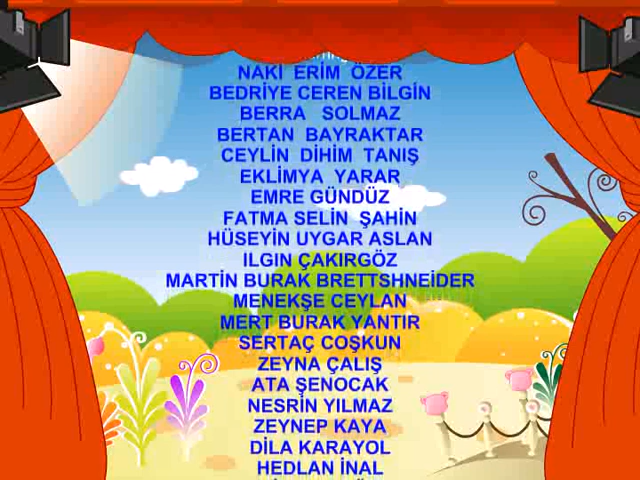 NAKİ ERİM ÖZER
BEDRİYE CEREN BİLGİN
BERRA SOLMAZ
BERTAN BAYRAKTAR
CEYLİN DİHİM TANIŞ
EKLİMYA YARAR
EMRE GÜNDÜZ
FATMA SELİN ŞAHİN
HÜSEYİN UYGAR ASLAN
ILGIN ÇAKIRGÖZ
MARTİN BURAK BRETTSHNEİDER
MENEKŞE CEYLAN
MERT BURAK YANTIR
SERTAÇ COŞKUN
ZEYNA ÇALIŞ
ATA ŞENOCAK
NESRİN YILMAZ
ZEYNEP KAYA
DİLA KARAYOL
HEDLAN İNAL